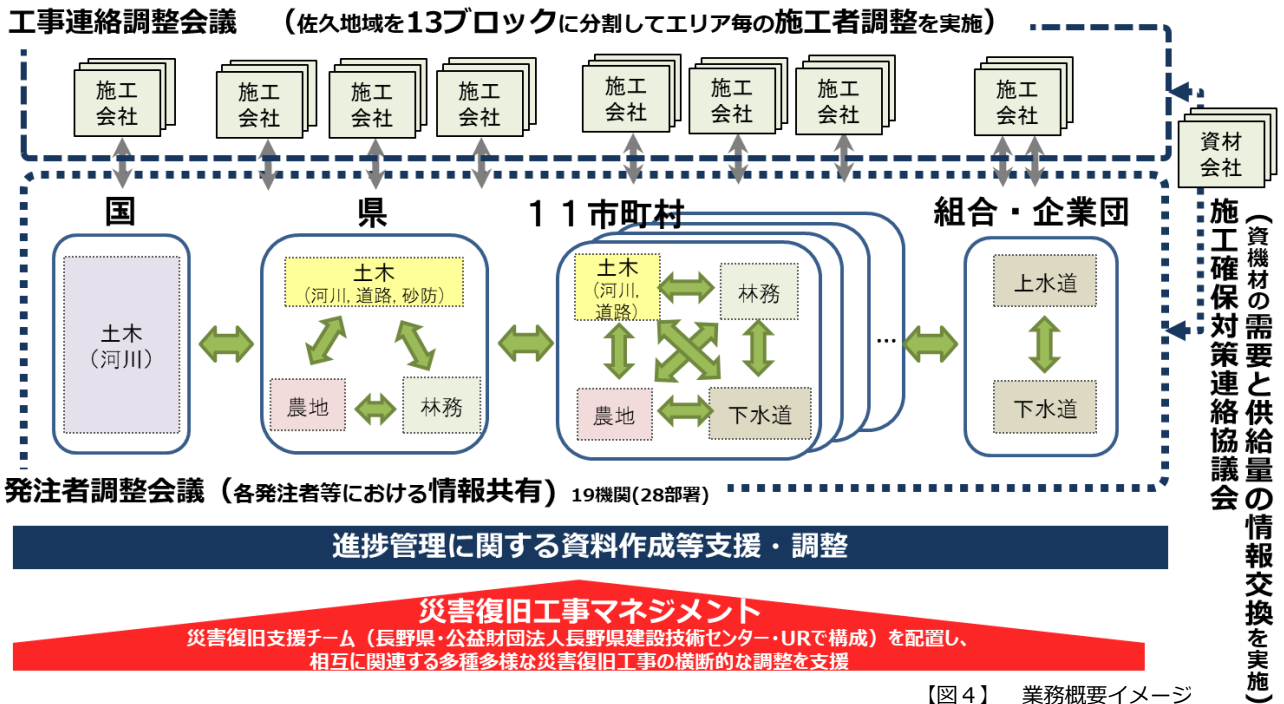 工事連絡調整会議　(佐久地域を13ブロックに分割してエリア毎の施工者調整を実施)
施工
会社
施工
会社
施工
会社
施工
会社
施工
会社
施工
会社
施工
会社
施工
会社
資材
会社
国
県
１１市町村
組合・企業団
土木
(河川)
土木
(河川, 道路, 砂防)
農地
林務
土木
(河川,
道路)
林務
農地
下水道
…
上水道
下水道
施工確保対策連絡協議会
(資機材の需要と供給量の情報交換を実施)
発注者調整会議（各発注者等における情報共有) 19機関(28部署)
進捗管理に関する資料作成等支援・調整
災害復旧工事マネジメント
災害復旧支援チーム（長野県・公益財団法人長野県建設技術センター・URで構成）を配置し、
相互に関連する多種多様な災害復旧工事の横断的な調整を支援
【図４】　業務概要イメージ